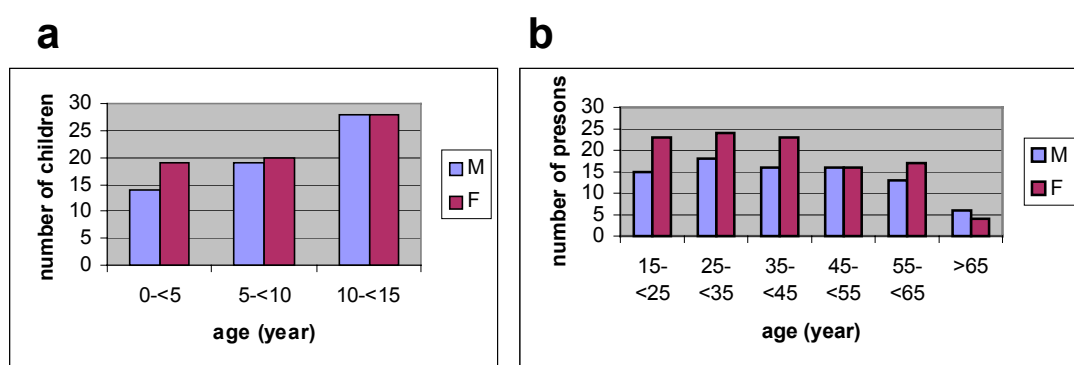 a
number of children
30
25
20
15
10
5
0
0-<5 5-<10 10-<15
age (year)
M
F
b
number of presons
30
25
20
15
10
5
0
15- 25- 35- 45- 55- >65
<25 <35 <45 <55 <65
age (year)
M
F